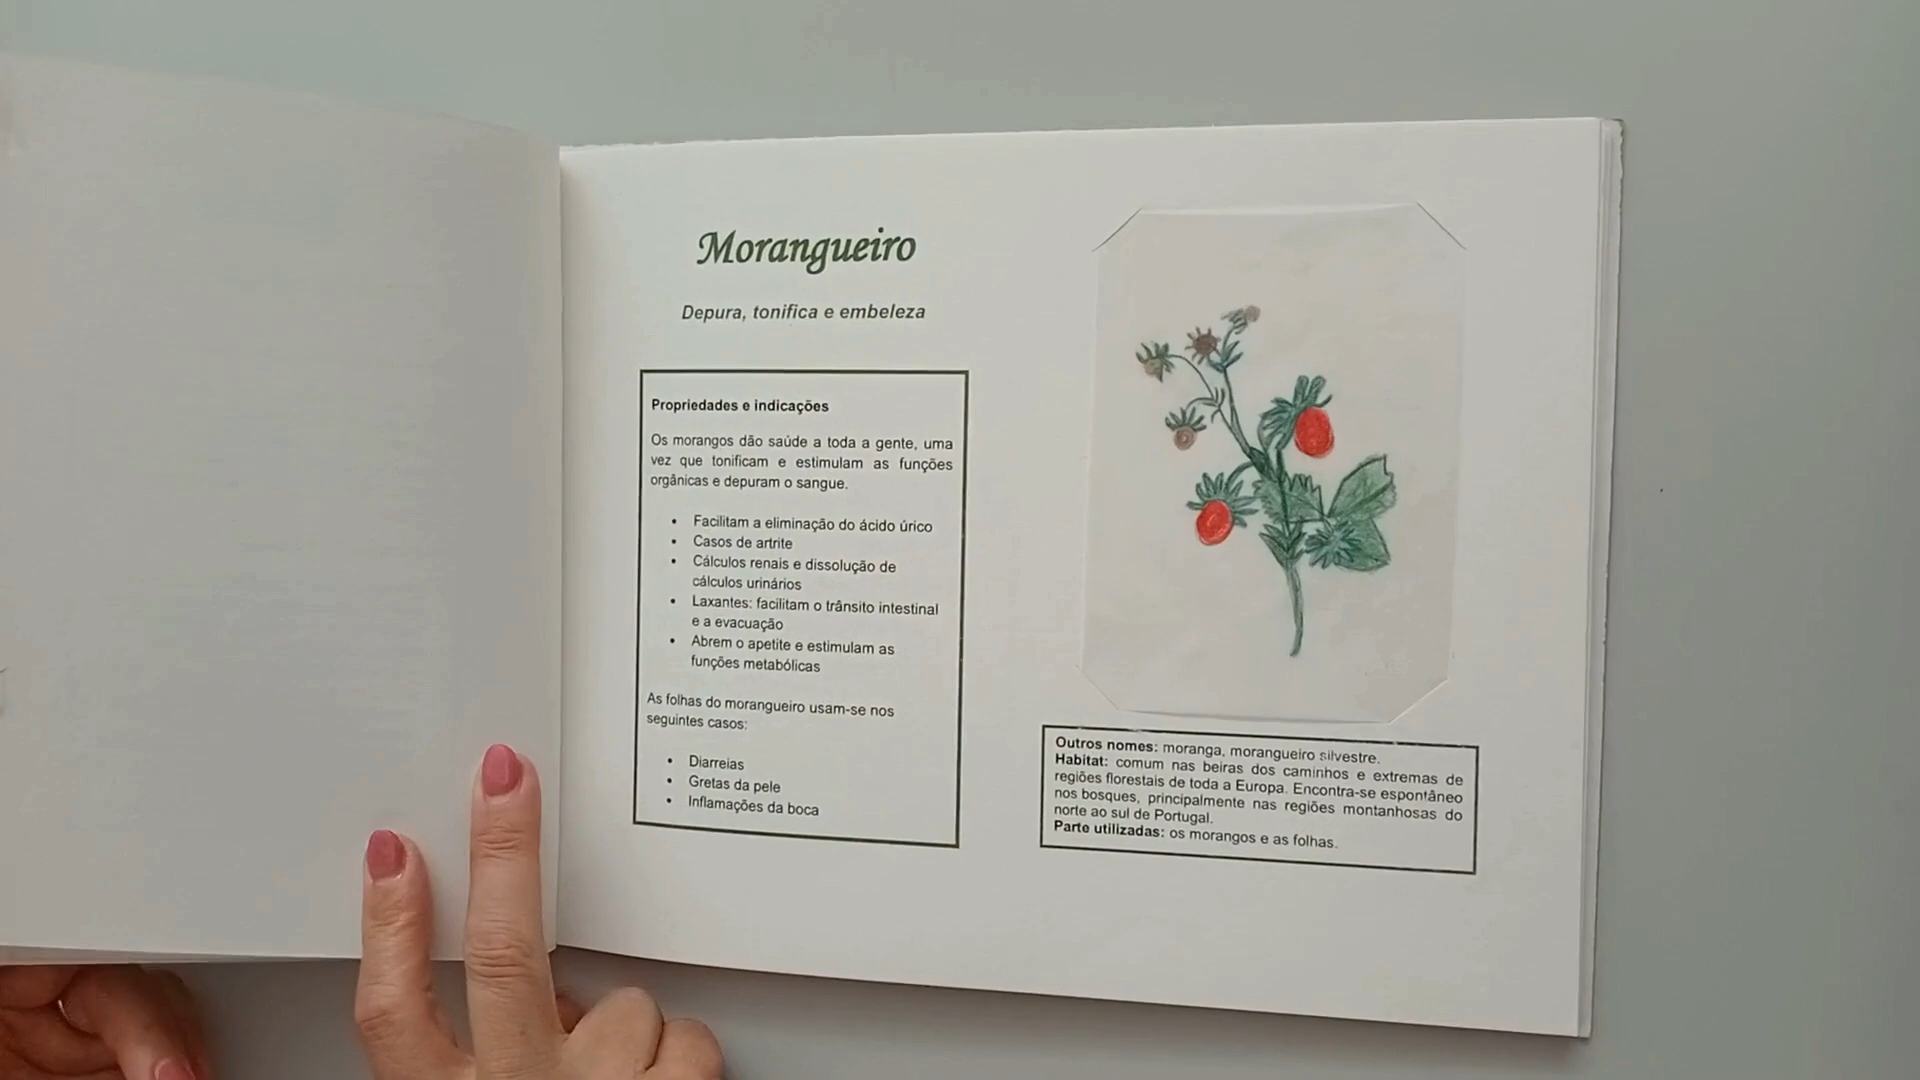 Morangueiro
Depura, tonifica e embeleza
Propriedades e indicações
Os morangos dão saúde a toda a gente, uma
vez que tonificam e estimulam as funções
orgânicas e depuram o sangue.
• Facilitam a eliminação do ácido úrico
• Casos de artrite
• Cálculos renais e dissolução de
cálculos urinários
• Laxantes: facilitam o trânsito intestinal
e a evacuação
• Abrem o apetite e estimulam as
funções metabólicas
As folhas do morangueiro usam-se nos
seguintes casos:
• Diarreias
• Gretas da pele
• Inflamações da boca
Outros nomes: moranga, morangueiro silvestre.
Habitat: comum nas beiras dos caminhos e extremas de
regiões florestais de toda a Europa. Encontra-se espontâneo
nos bosques, principalmente nas regiões montanhosas do
norte ao sul de Portugal.
Parte utilizadas: os morangos e as folhas.